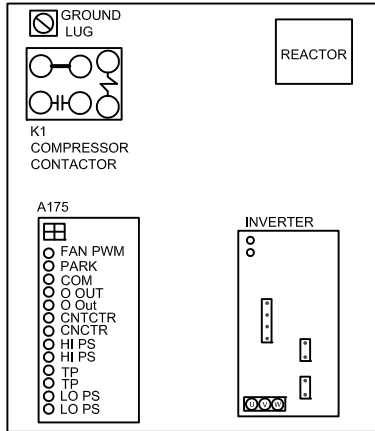 GROUND
LUG
REACTOR
K1
COMPRESSOR
CONTACTOR
A175
FAN PWM
PARK
COM
O OUT
O Out
CNTCTR
CNCTR
HI PS
HI PS
TP
TP
LO PS
LO PS
INVERTER
U V W